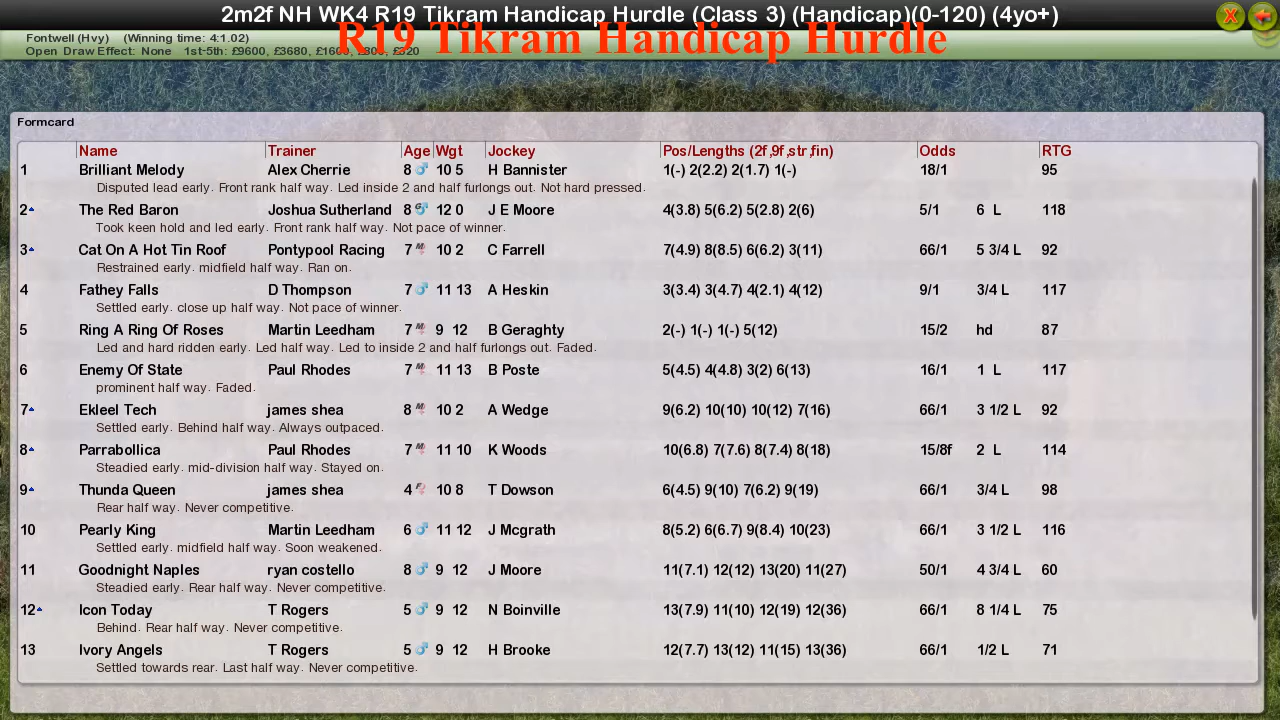 2m2f NH WK4 R19 Tikram Handicap Hurdle (Class 3) (Handicap)(0-120) (4yo+)
R19 Tikram Handicap Hurdle
Fontwell (Hvy) (Winning time: 4:1.02)
Open Draw Effect: None 1st-5th: £9600, £3680, £1600, £800, £320
Formcard
Name Trainer Age Wgt Jockey Pos/Lengths (2f,9f,str,fin) Odds RTG
1 Brilliant Melody Alex Cherrie 8 10 5 H Bannister 1(-) 2(2.2) 2(1.7) 1(-) 18/1 95
Disputed lead early. Front rank half way. Led inside 2 and half furlongs out. Not hard pressed.
2 The Red Baron Joshua Sutherland 8 12 0 J E Moore 4(3.8) 5(6.2) 5(2.8) 2(6) 5/1 6 L 118
Took keen hold and led early. Front rank half way. Not pace of winner.
3 Cat On A Hot Tin Roof Pontypool Racing 7 10 2 C Farrell 7(4.9) 8(8.5) 6(6.2) 3(11) 66/1 5 3/4 L 92
Restrained early. midfield half way. Ran on.
4 Fathey Falls D Thompson 7 11 13 A Heskin 3(3.4) 3(4.7) 4(2.1) 4(12) 9/1 3/4 L 117
Settled early. close up half way. Not pace of winner.
5 Ring A Ring Of Roses Martin Leedham 7 9 12 B Geraghty 2(-) 1(-) 1(-) 5(12) 15/2 hd 87
Led and hard ridden early. Led half way. Led to inside 2 and half furlongs out. Faded.
6 Enemy Of State Paul Rhodes 7 11 13 B Poste 5(4.5) 4(4.8) 3(2) 6(13) 16/1 1 L 117
prominent half way. Faded.
7 Ekleel Tech james shea 8 10 2 A Wedge 9(6.2) 10(10) 10(12) 7(16) 66/1 3 1/2 L 92
Settled early. Behind half way. Always outpaced.
8 Parrabollica Paul Rhodes 7 11 10 K Woods 10(6.8) 7(7.6) 8(7.4) 8(18) 15/8f 2 L 114
Steadied early. mid-division half way. Stayed on.
9 Thunda Queen james shea 4 10 8 T Dowson 6(4.5) 9(10) 7(6.2) 9(19) 66/1 3/4 L 98
Rear half way. Never competitive.
10 Pearly King Martin Leedham 6 11 12 J Mcgrath 8(5.2) 6(6.7) 9(8.4) 10(23) 66/1 3 1/2 L 116
Settled early. midfield half way. Soon weakened.
11 Goodnight Naples ryan costello 8 9 12 J Moore 11(7.1) 12(12) 13(20) 11(27) 50/1 4 3/4 L 60
Steadied early. Rear half way. Never competitive.
12 Icon Today T Rogers 5 9 12 N Boinville 13(7.9) 11(10) 12(19) 12(36) 66/1 8 1/4 L 75
Behind. Rear half way. Never competitive.
13 Ivory Angels T Rogers 5 9 12 H Brooke 12(7.7) 13(12) 11(15) 13(36) 66/1 1/2 L 71
Settled towards rear. Last half way. Never competitive.